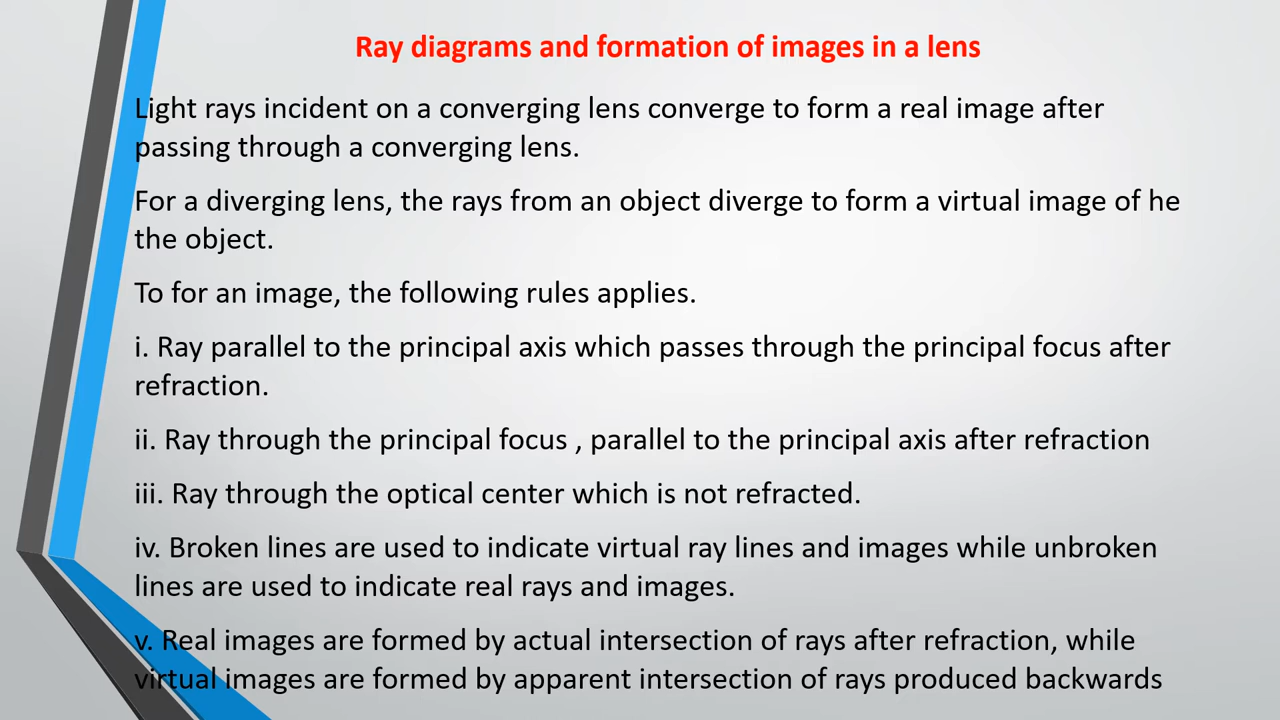 Ray diagrams and formation of images in a lens
Light rays incident on a converging lens converge to form a real image after
passing through a converging lens.
For a diverging lens, the rays from an object diverge to form a virtual image of he
the object.
To for an image, the following rules applies.
i. Ray parallel to the principal axis which passes through the principal focus after
refraction.
ii. Ray through the principal focus , parallel to the principal axis after refraction
iii. Ray through the optical center which is not refracted.
iv. Broken lines are used to indicate virtual ray lines and images while unbroken
lines are used to indicate real rays and images.
v. Real images are formed by actual intersection of rays after refraction, while
virtual images are formed by apparent intersection of rays produced backwards